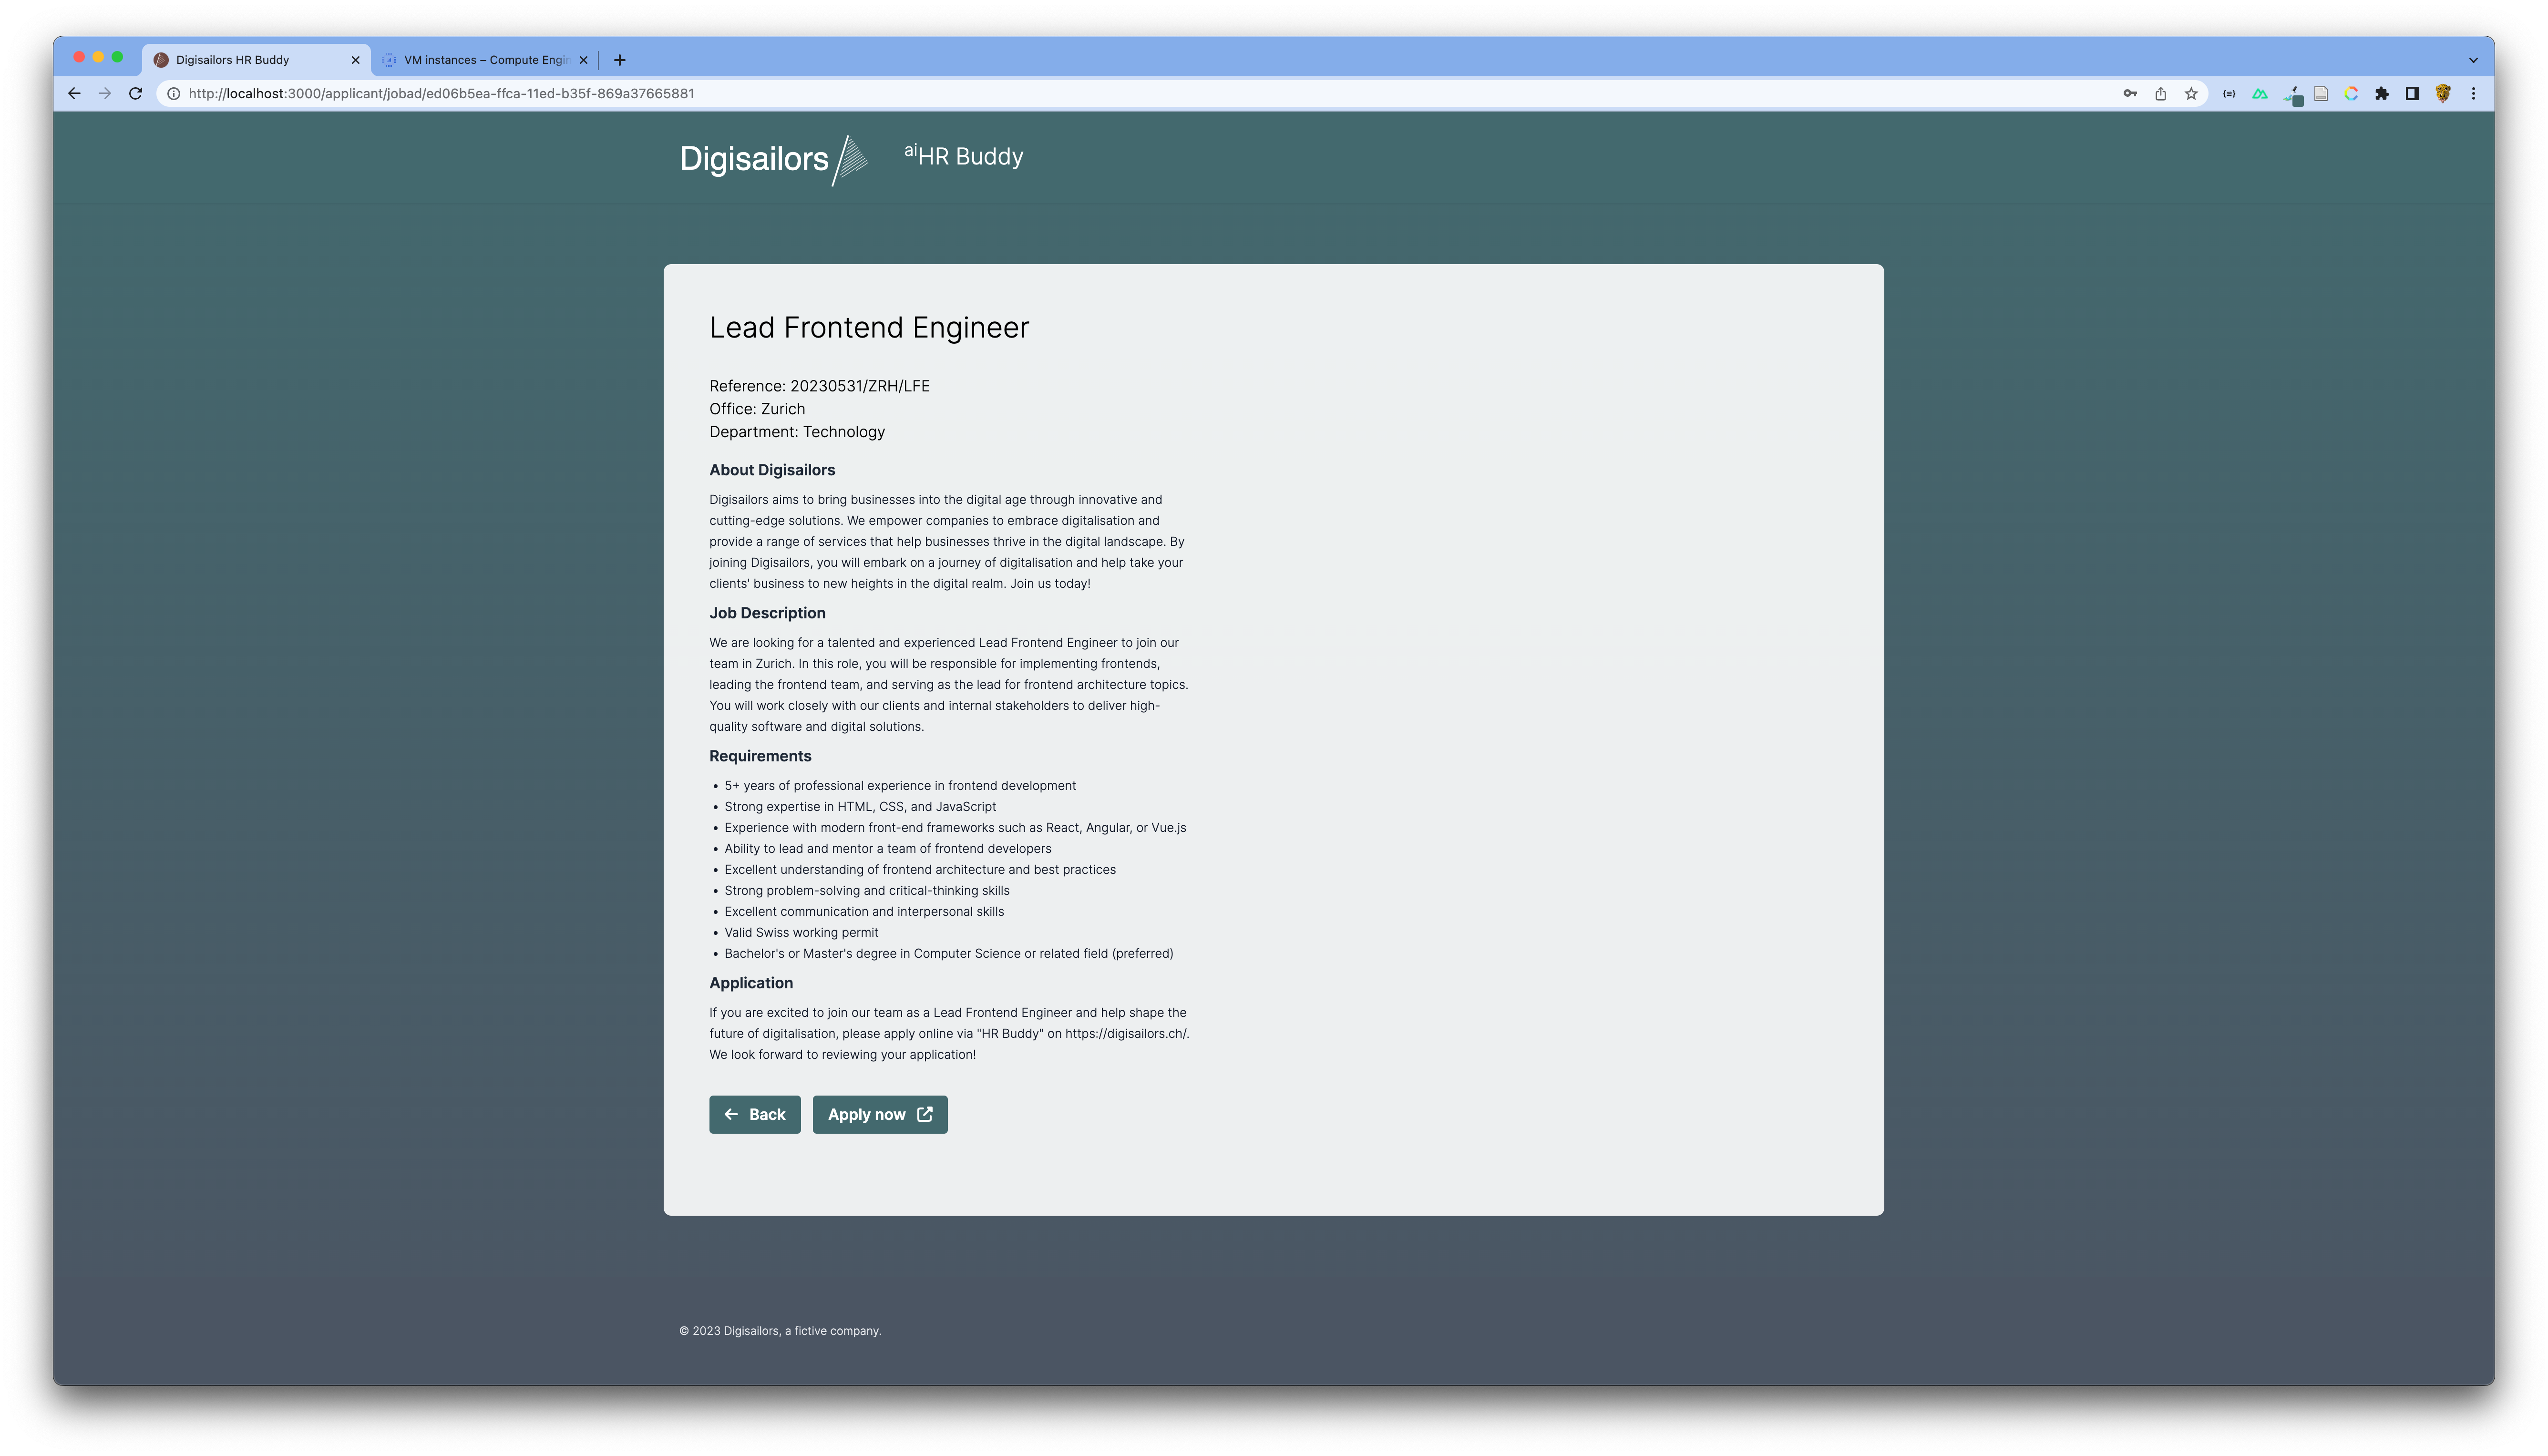 Digisailors HR Buddy
VM instances – Compute Engin
http://localhost:3000/applicant/jobad/ed06b5ea-ffca-11ed-b35f-869a37665881
Digisailors
aiHR Buddy
Lead Frontend Engineer
Reference: 20230531/ZRH/LFE
Office: Zurich
Department: Technology
About Digisailors
Digisailors aims to bring businesses into the digital age through innovative and
cutting-edge solutions. We empower companies to embrace digitalisation and
provide a range of services that help businesses thrive in the digital landscape. By
joining Digisailors, you will embark on a journey of digitalisation and help take your
clients' business to new heights in the digital realm. Join us today!
Job Description
We are looking for a talented and experienced Lead Frontend Engineer to join our
team in Zurich. In this role, you will be responsible for implementing frontends,
leading the frontend team, and serving as the lead for frontend architecture topics.
You will work closely with our clients and internal stakeholders to deliver high-
quality software and digital solutions.
Requirements
• 5+ years of professional experience in frontend development
• Strong expertise in HTML, CSS, and JavaScript
• Experience with modern front-end frameworks such as React, Angular, or Vue.js
• Ability to lead and mentor a team of frontend developers
• Excellent understanding of frontend architecture and best practices
• Strong problem-solving and critical-thinking skills
• Excellent communication and interpersonal skills
• Valid Swiss working permit
• Bachelor's or Master's degree in Computer Science or related field (preferred)
Application
If you are excited to join our team as a Lead Frontend Engineer and help shape the
future of digitalisation, please apply online via "HR Buddy" on https://digisailors.ch/.
We look forward to reviewing your application!
Back
Apply now
© 2023 Digisailors, a fictive company.